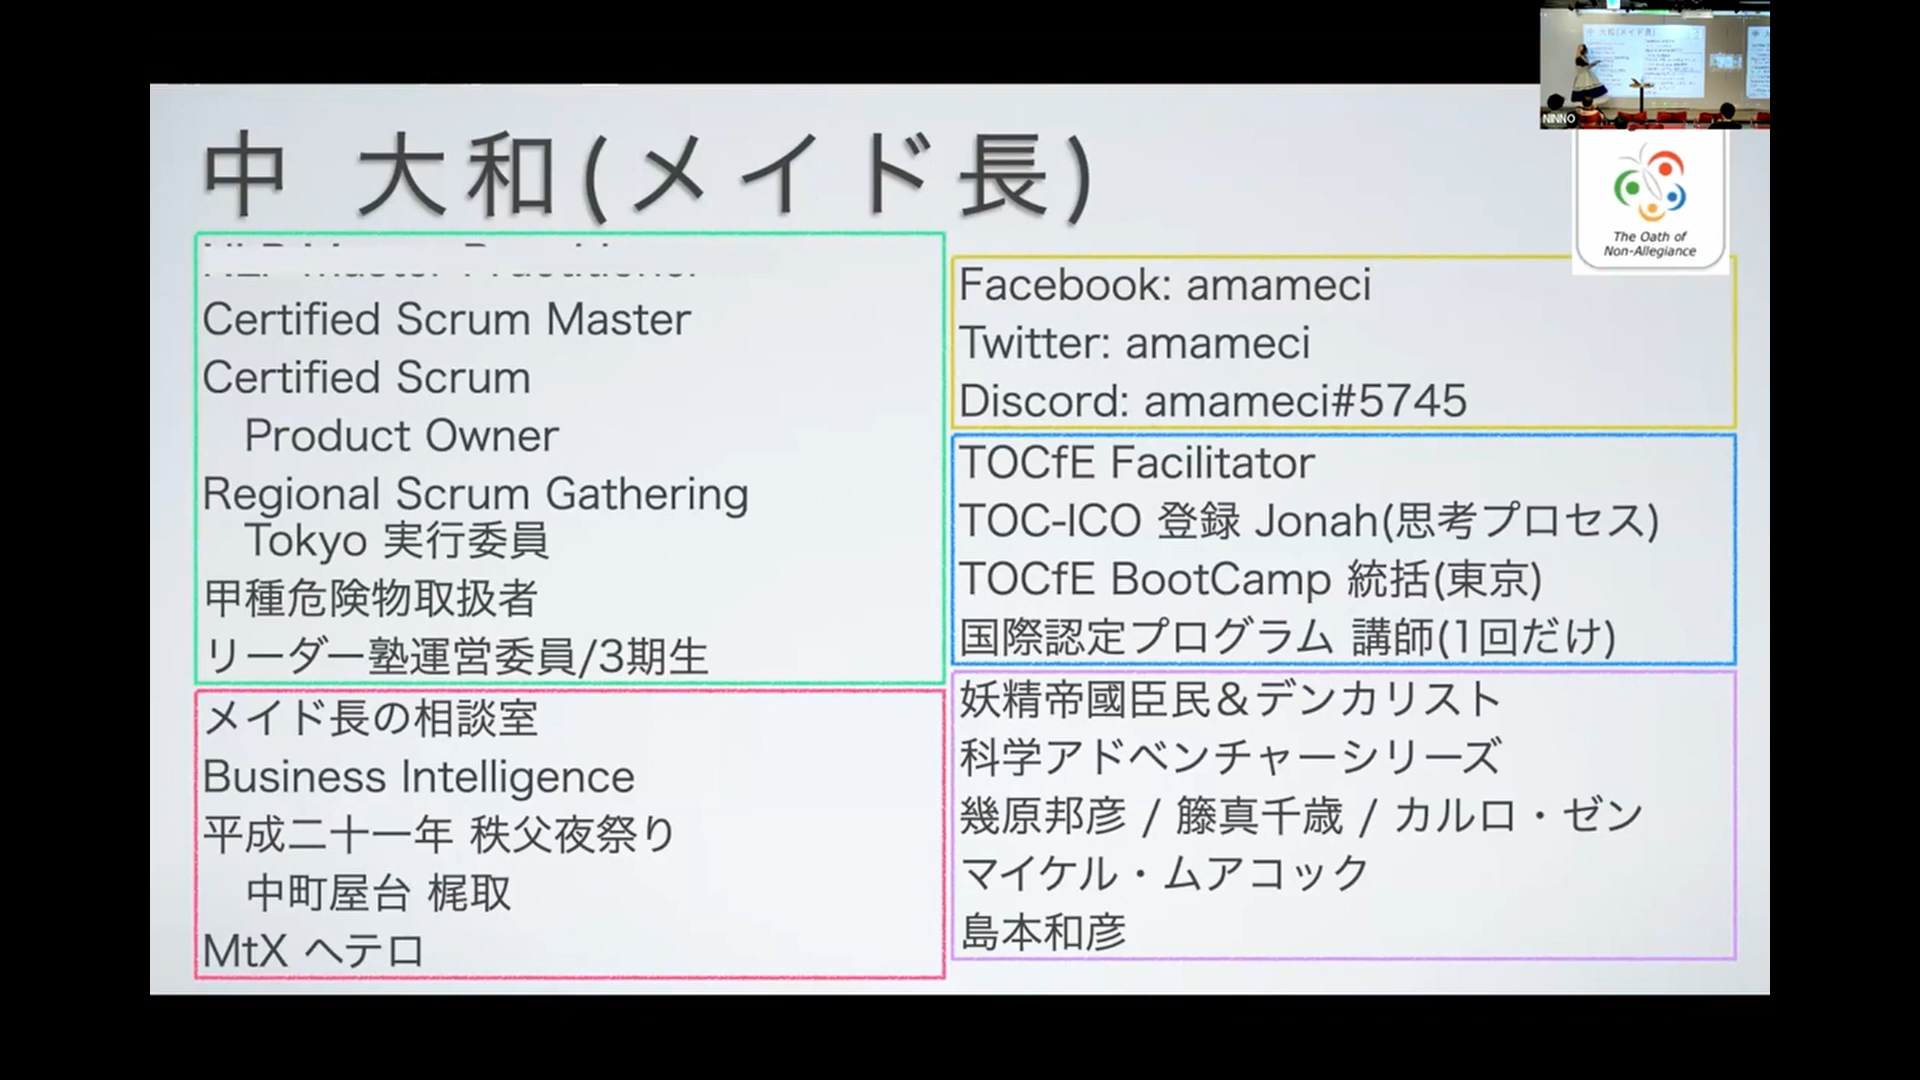 中 大和(メイド長)
Certified Scrum Master
Certified Scrum
Product Owner
Regional Scrum Gathering
Tokyo 実行委員
甲種危険物取扱者
リーダー塾運営委員/3期生
メイド長の相談室
Business Intelligence
平成二十一年 秩父夜祭り
中町屋台 梶取
MtX ヘテロ
NINNO
The Oath of
Non-Allegiance
Facebook: amameci
Twitter: amameci
Discord: amameci#5745
TOCfE Facilitator
TOC-ICO 登録 Jonah(思考プロセス)
TOCfE BootCamp 統括(東京)
国際認定プログラム 講師(1回だけ)
妖精帝國臣民&デンカリスト
科学アドベンチャーシリーズ
幾原邦彦 / 籐真千歳 / カルロ・ゼン
マイケル・ムアコック
島本和彦